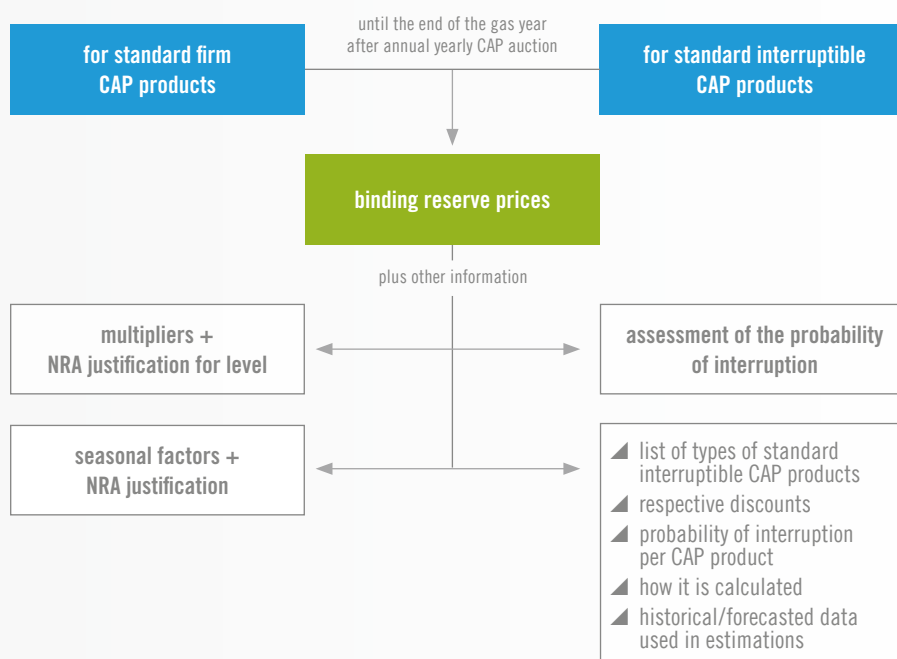 until the end of the gas year
after annual yearly CAP auction
for standard firm
CAP products
for standard interruptible
CAP products
binding reserve prices
plus other information
multipliers +
NRA justification for level
assessment of the probability
of interruption
seasonal factors +
NRA justification
list of types of standard
interruptible CAP products
respective discounts
probability of interruption
per CAP product
how it is calculated
historical/forecasted data
used in estimations